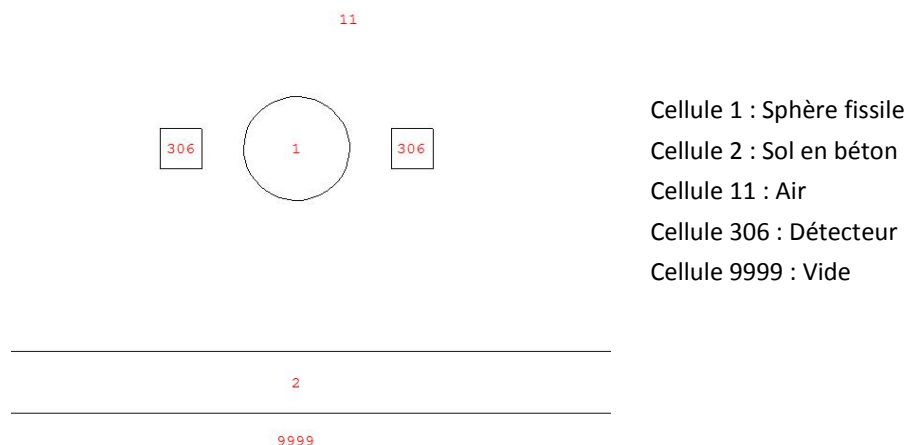 11
306
1
306
2
9999
Cellule 1 : Sphère fissile
Cellule 2 : Sol en béton
Cellule 11 : Air
Cellule 306 : Détecteur
Cellule 9999 : Vide